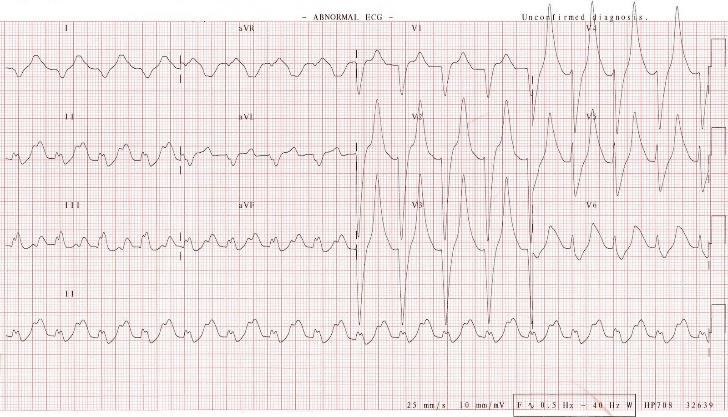 - ABNORMAL ECG -
Unconfirmed diagnosis.
I aVR V1 V4
II aVL V2 V5
III aVF V3 V6
II
25 mm/s 10 mm/mV F ∿ 0.5 Hz - 40 Hz W HP708 32639